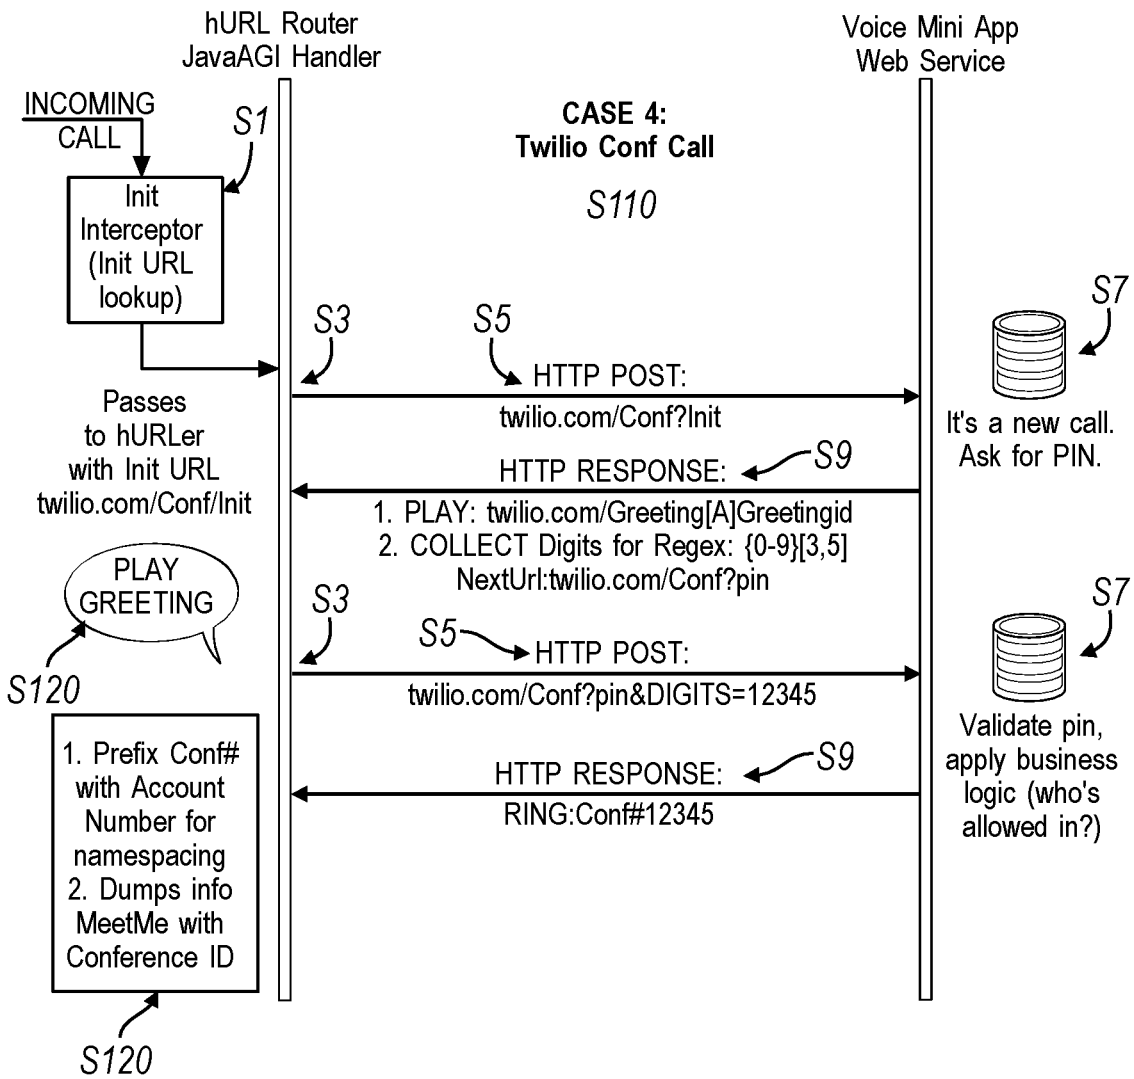 hURL Router
JavaAGI Handler
Voice Mini App
Web Service
INCOMING
CALL
S1
CASE 4:
Twilio Conf Call
S110
Init
Interceptor
(Init URL
lookup)
S3
S5
S7
HTTP POST:
twilio.com/Conf?Init
Passes
to hURLer
with Init URL
twilio.com/Conf/Init
It's a new call.
Ask for PIN.
HTTP RESPONSE:
S9
1. PLAY: twilio.com/Greeting[A]Greetingid
2. COLLECT Digits for Regex: {0-9}[3,5]
NextUrl:twilio.com/Conf?pin
PLAY
GREETING
S120
S3
S5
S7
HTTP POST:
twilio.com/Conf?pin&DIGITS=12345
Validate pin,
apply business
logic (who's
allowed in?)
HTTP RESPONSE:
S9
RING:Conf#12345
1. Prefix Conf#
with Account
Number for
namespacing
2. Dumps info
MeetMe with
Conference ID
S120